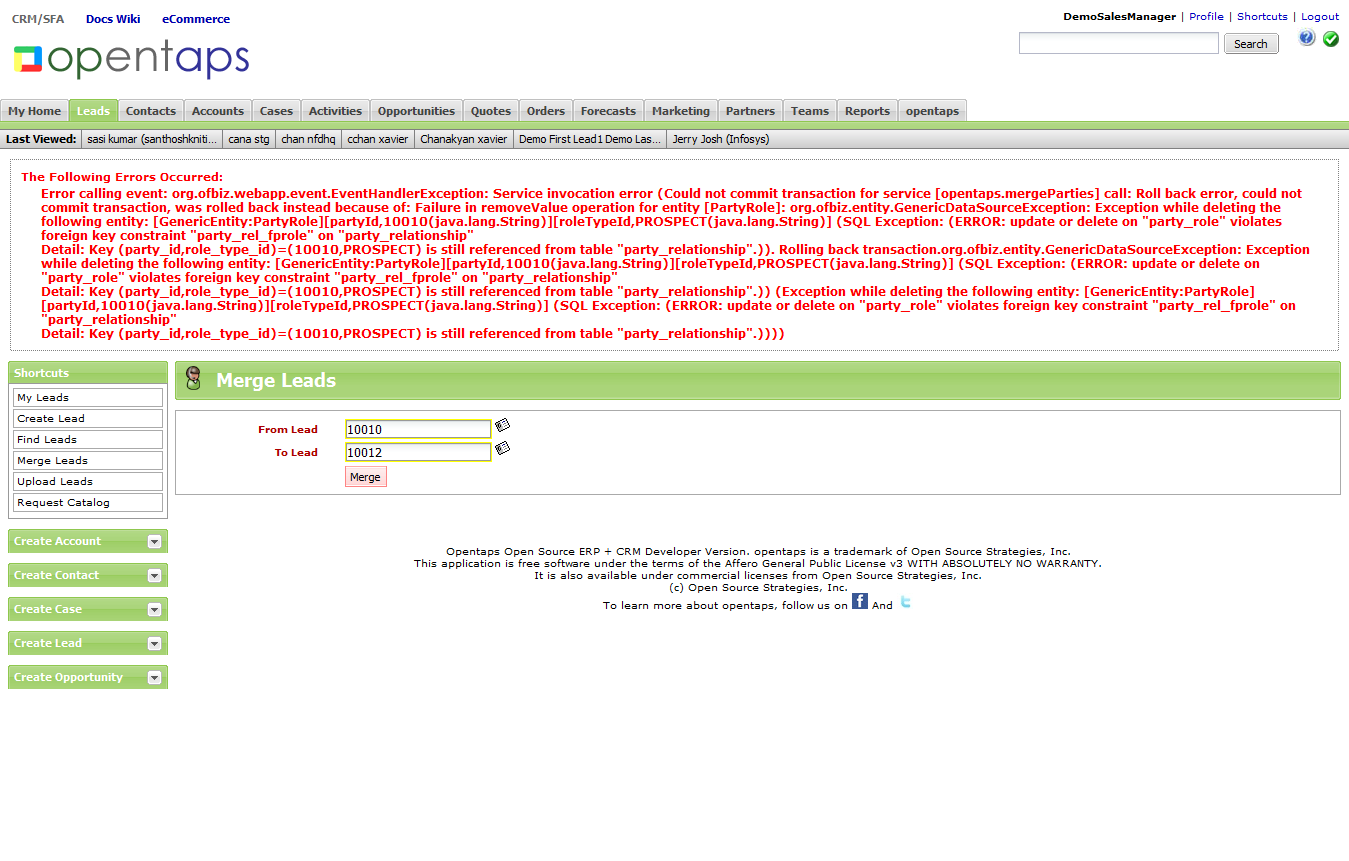 CRM/SFA Docs Wiki eCommerce
DemoSalesManager | Profile | Shortcuts | Logout
opentaps
Search
My Home Leads Contacts Accounts Cases Activities Opportunities Quotes Orders Forecasts Marketing Partners Teams Reports opentaps
Last Viewed: sasi kumar (santhoshkniti... cana stg chan nfdhq cchan xavier Chanakyan xavier Demo First Lead1 Demo Las... Jerry Josh (Infosys)
The Following Errors Occurred:
Error calling event: org.ofbiz.webapp.event.EventHandlerException: Service invocation error (Could not commit transaction for service [opentaps.mergeParties] call: Roll back error, could not
commit transaction, was rolled back instead because of: Failure in removeValue operation for entity [PartyRole]: org.ofbiz.entity.GenericDataSourceException: Exception while deleting the
following entity: [GenericEntity:PartyRole][partyId,10010(java.lang.String)][roleTypeId,PROSPECT(java.lang.String)] (SQL Exception: (ERROR: update or delete on "party_role" violates
foreign key constraint "party_rel_fprole" on "party_relationship"
Detail: Key (party_id,role_type_id)=(10010,PROSPECT) is still referenced from table "party_relationship".)). Rolling back transaction.org.ofbiz.entity.GenericDataSourceException: Exception
while deleting the following entity: [GenericEntity:PartyRole][partyId,10010(java.lang.String)][roleTypeId,PROSPECT(java.lang.String)] (SQL Exception: (ERROR: update or delete on
"party_role" violates foreign key constraint "party_rel_fprole" on "party_relationship"
Detail: Key (party_id,role_type_id)=(10010,PROSPECT) is still referenced from table "party_relationship".)) (Exception while deleting the following entity: [GenericEntity:PartyRole]
[partyId,10010(java.lang.String)][roleTypeId,PROSPECT(java.lang.String)] (SQL Exception: (ERROR: update or delete on "party_role" violates foreign key constraint "party_rel_fprole" on
"party_relationship"
Detail: Key (party_id,role_type_id)=(10010,PROSPECT) is still referenced from table "party_relationship".))))
Shortcuts
My Leads
Create Lead
Find Leads
Merge Leads
Upload Leads
Request Catalog
Create Account
Create Contact
Create Case
Create Lead
Create Opportunity
Merge Leads
From Lead 10010
To Lead 10012
Merge
Opentaps Open Source ERP + CRM Developer Version. opentaps is a trademark of Open Source Strategies, Inc.
This application is free software under the terms of the Affero General Public License v3 WITH ABSOLUTELY NO WARRANTY.
It is also available under commercial licenses from Open Source Strategies, Inc.
(c) Open Source Strategies, Inc.
To learn more about opentaps, follow us on f And t